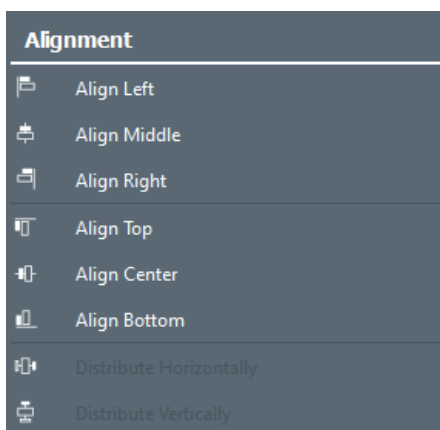 Alignment
Align Left
Align Middle
Align Right
Align Top
Align Center
Align Bottom
Distribute Horizontally
Distribute Vertically